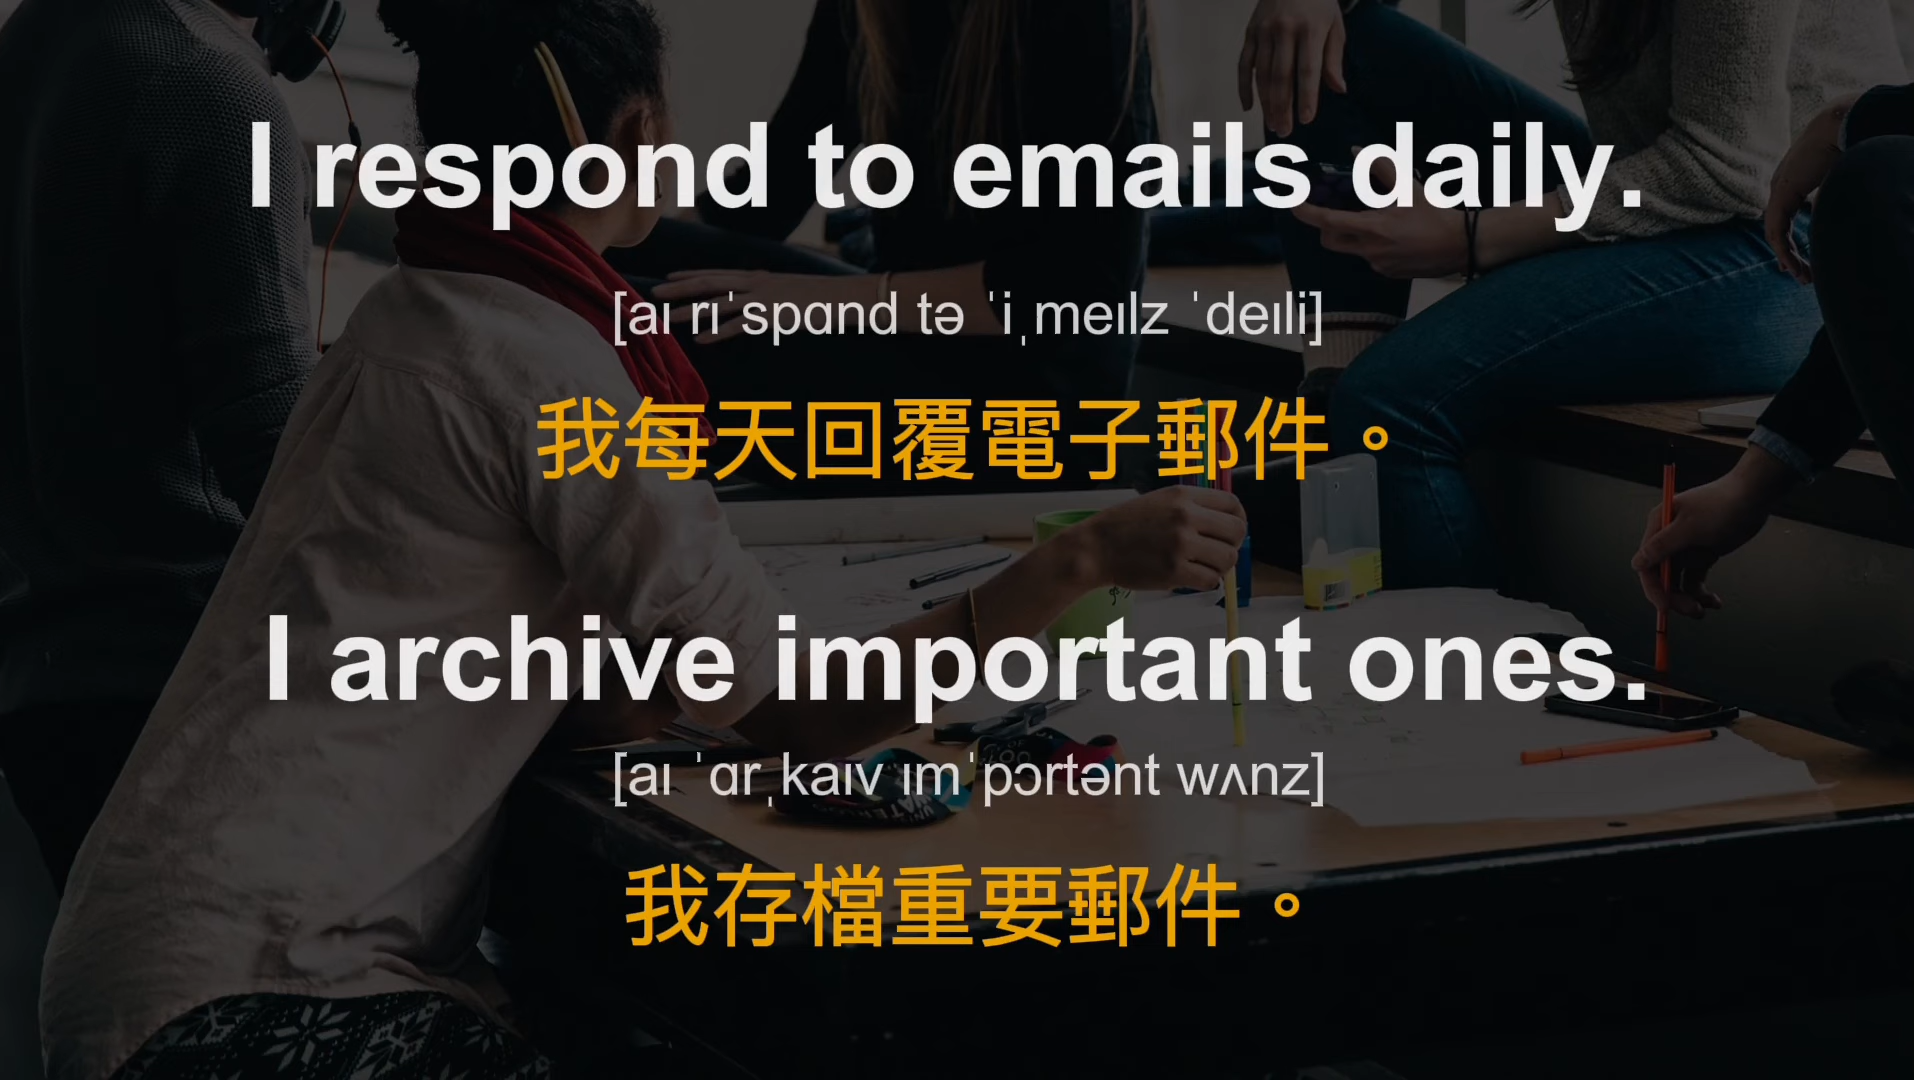 I respond to emails daily.
[aɪ rɪˈspɑnd tə ˈiˌmeɪlz ˈdeɪli]
我每天回覆電子郵件。
I archive important ones.
[aɪ ˈɑrˌkaɪv ɪmˈpɔrtənt wʌnz]
我存檔重要郵件。